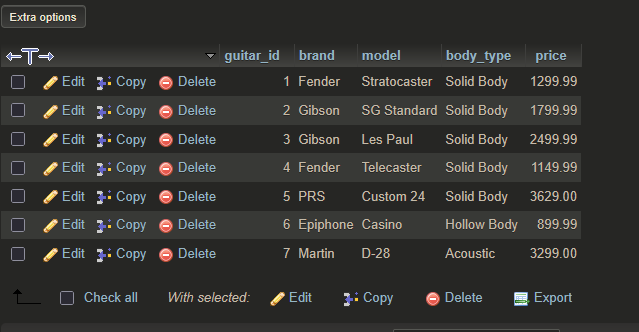 Extra options
guitar_id brand model body_type price
Edit Copy Delete 1 Fender Stratocaster Solid Body 1299.99
Edit Copy Delete 2 Gibson SG Standard Solid Body 1799.99
Edit Copy Delete 3 Gibson Les Paul Solid Body 2499.99
Edit Copy Delete 4 Fender Telecaster Solid Body 1149.99
Edit Copy Delete 5 PRS Custom 24 Solid Body 3629.00
Edit Copy Delete 6 Epiphone Casino Hollow Body 899.99
Edit Copy Delete 7 Martin D-28 Acoustic 3299.00
Check all With selected: Edit Copy Delete Export